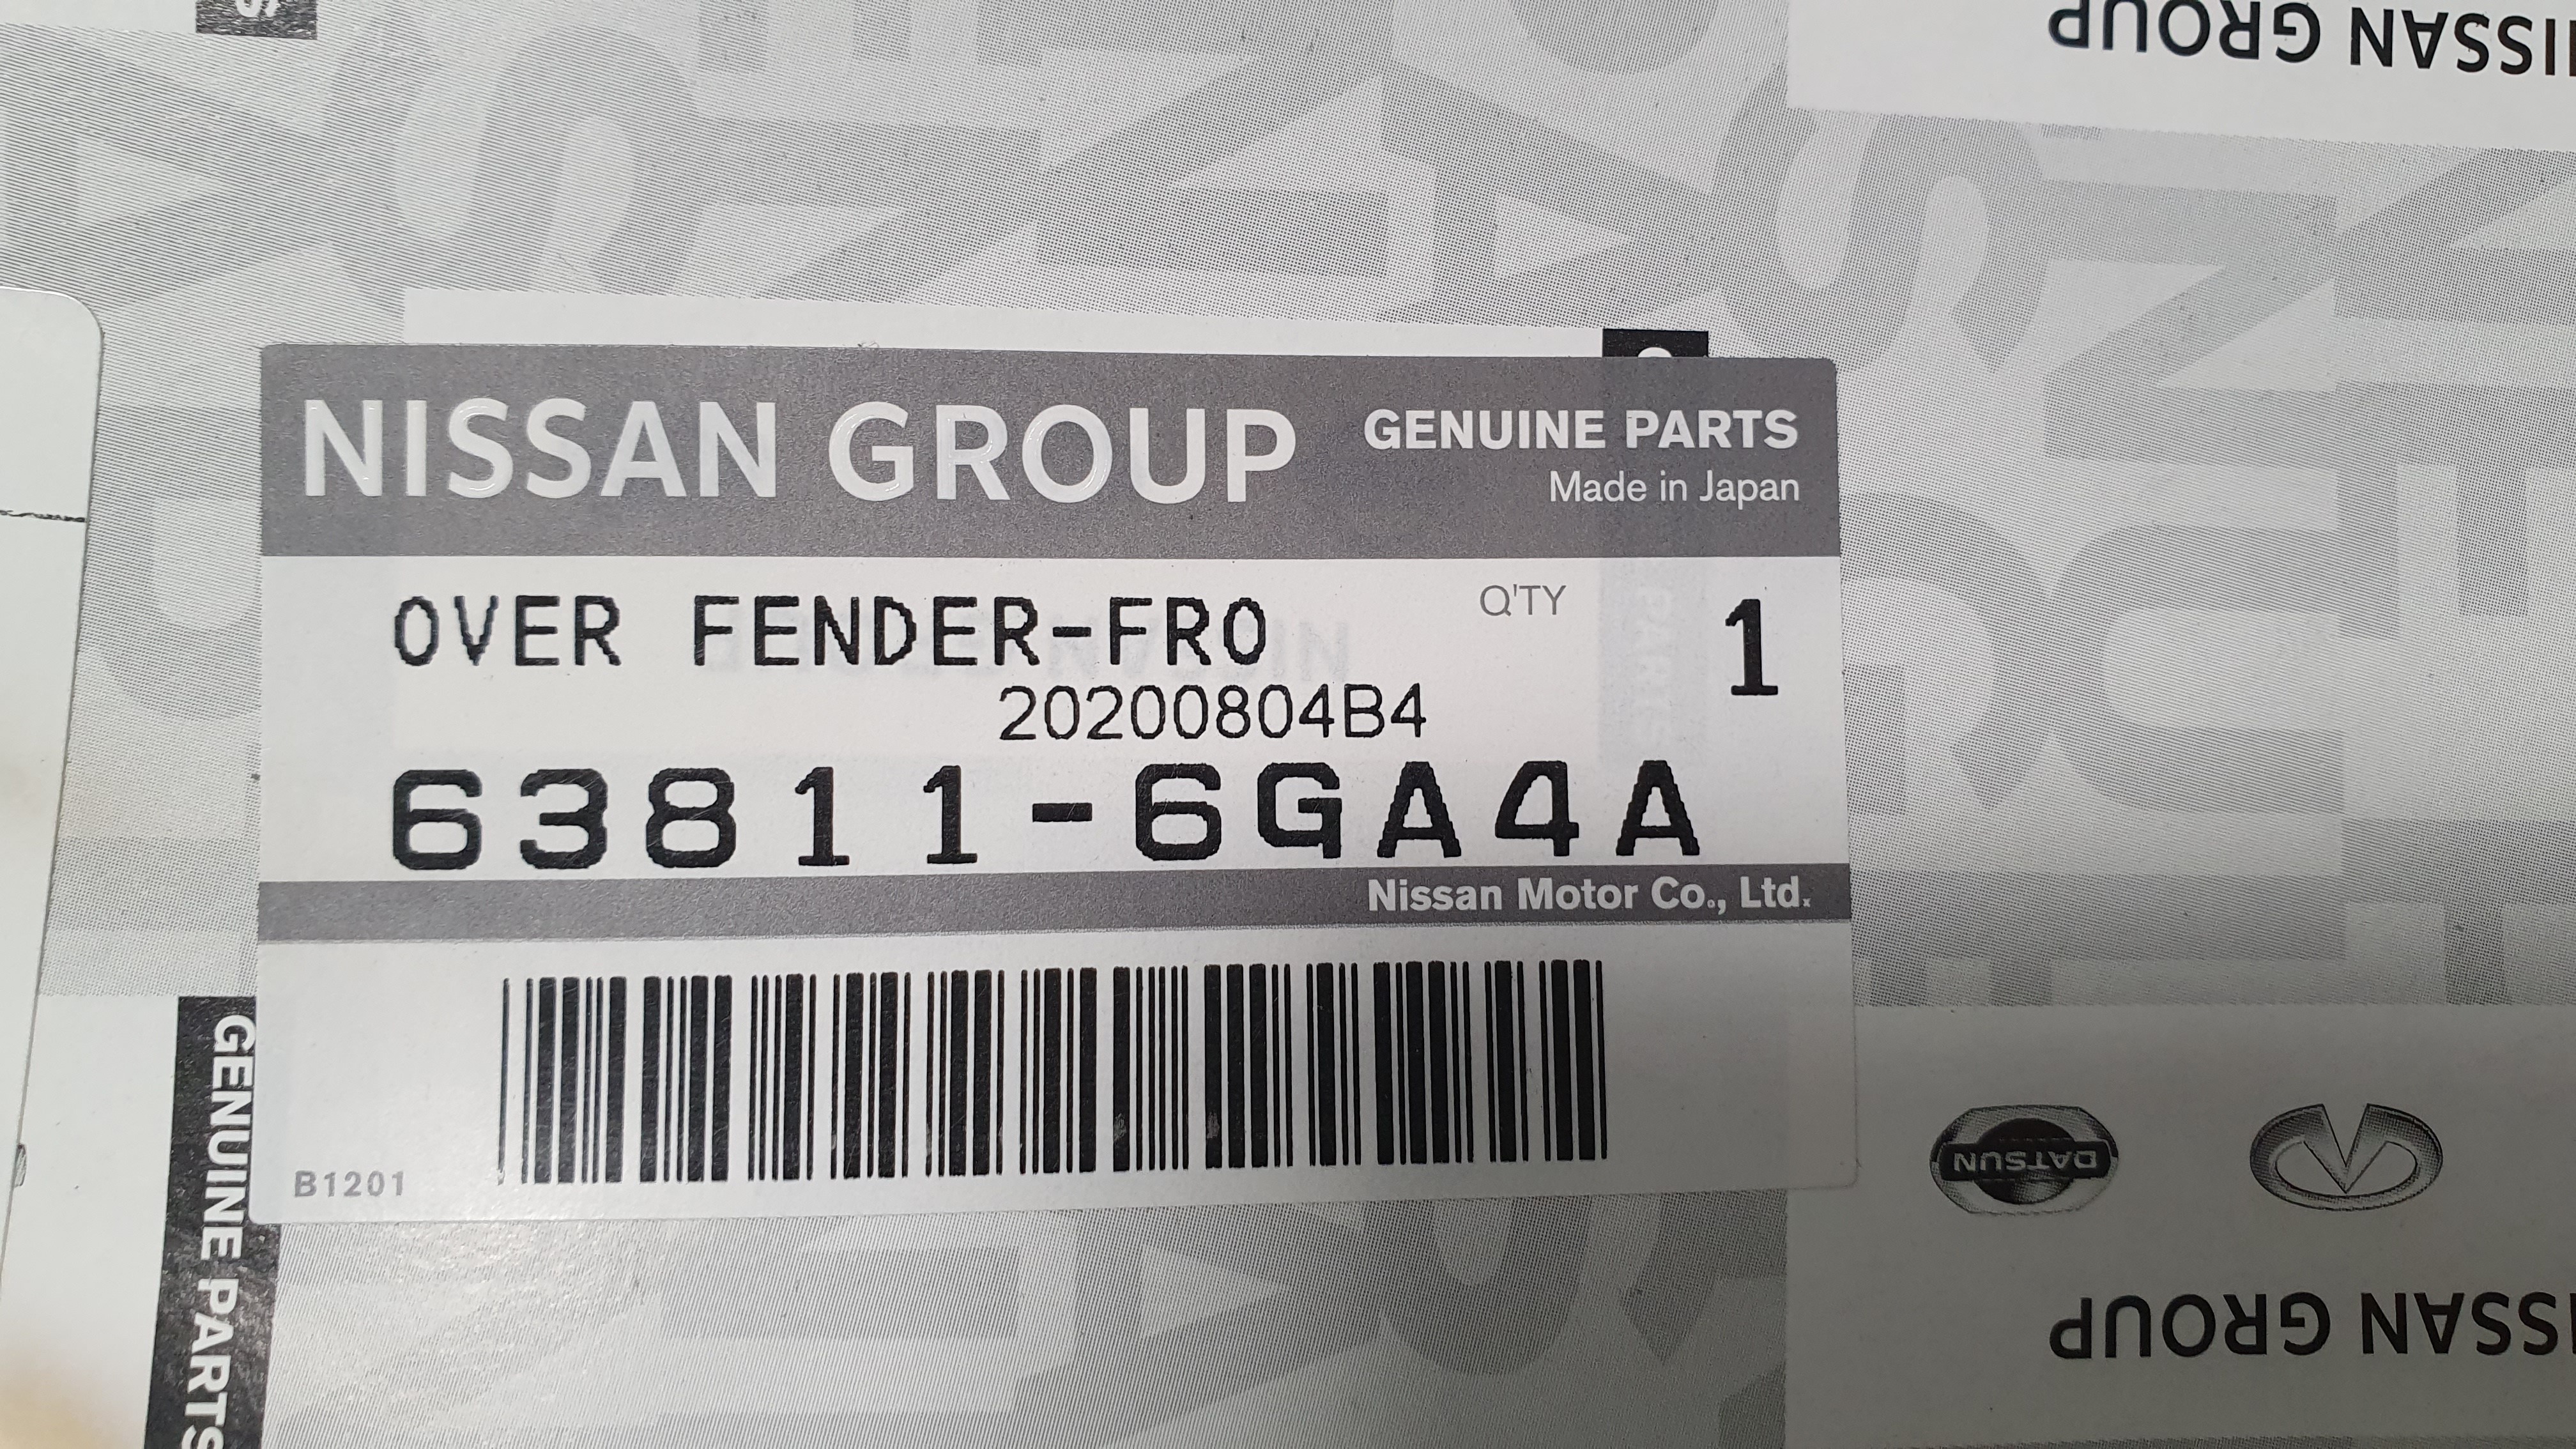 NISSAN GROUP
NISSAN GROUP
GENUINE PARTS
Made in Japan
OVER FENDER-FRO
Q'TY
1
20200804B4
63811-6GA4A
Nissan Motor Co., Ltd.
B1201
GENUINE PARTS
DATSUN
NISSAN GROUP